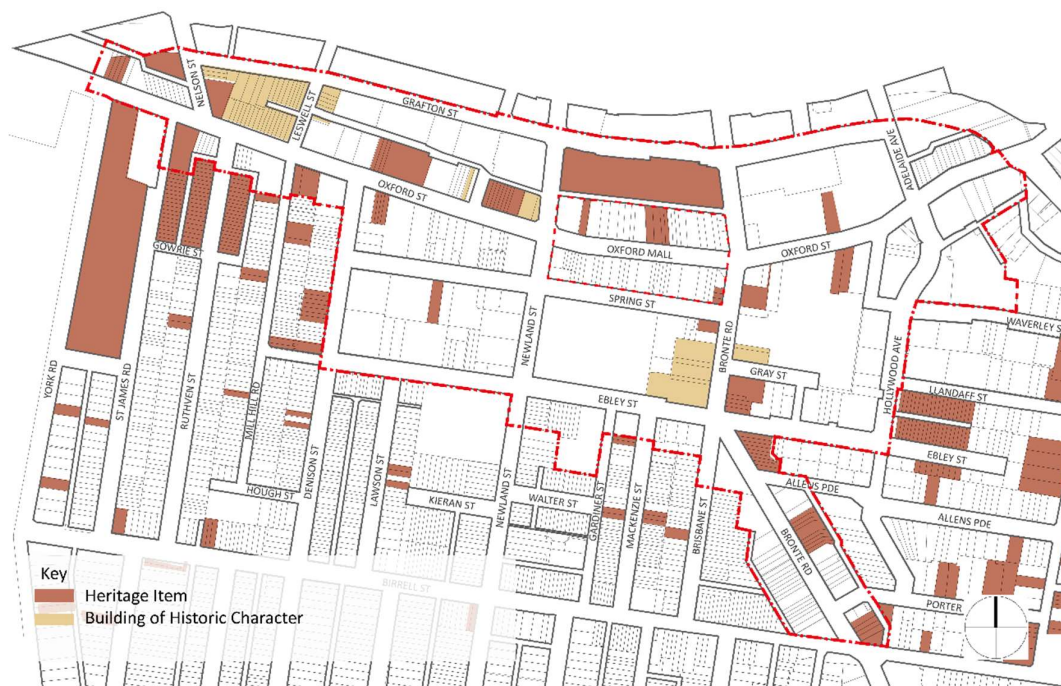 NELSON ST
LESWELL ST
GRAFTON ST
ADELAIDE AVE
OXFORD ST
OXFORD MALL
OXFORD ST
GOWRIE ST
SPRING ST
NEWLAND ST
BRONTE RD
WAVERLEY S
HOLLYWOOD AVE
GRAY ST
LLANDAFF ST
YORK RD
ST JAMES RD
RUTHVEN ST
MILL HILL RD
EBLEY ST
EBLEY ST
DENISON ST
LAWSON ST
HOUGH ST
KIERAN ST
NEWLAND ST
WALTER ST
GARDINER ST
MACKENZIE ST
BRISBANE ST
ALLENS PDE
ALLENS PDE
BRONTE RD
BIRRELL ST
PORTER
Key
Heritage Item
Building of Historic Character